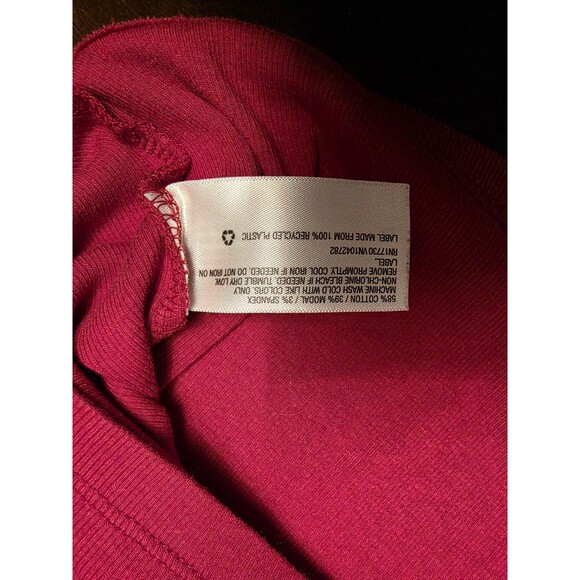 58% COTTON / 39% MODAL / 3% SPANDEX
MACHINE WASH COLD WITH LIKE COLORS. ONLY
NON-CHLORINE BLEACH IF NEEDED. TUMBLE DRY LOW.
REMOVE PROMPTLY. COOL IRON IF NEEDED. DO NOT IRON ON
LABEL.
RN17730 VN1042782
LABEL MADE FROM 100% RECYCLED PLASTIC